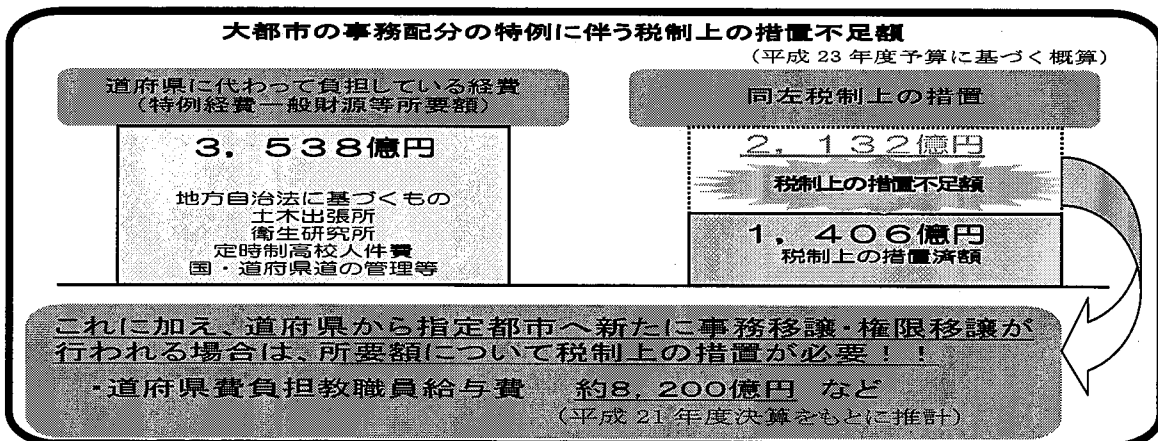 大都市の事務配分の特例に伴う税制上の措置不足額
(平成23年度予算に基づく概算)
道府県に代わって負担している経費
(特例経費一般財源等所要額)
3,538億円
地方自治法に基づくもの
土木出張所
衛生研究所
定時制高校人件費
国・道府県道の管理等
同左税制上の措置
2,132億円
税制上の措置不足額
1,406億円
税制上の措置済額
これに加え、道府県から指定都市へ新たに事務移譲・権限移譲が
行われる場合は、所要額について税制上の措置が必要!!
・道府県費負担教職員給与費 約8,200億円 など
(平成21年度決算をもとに推計)